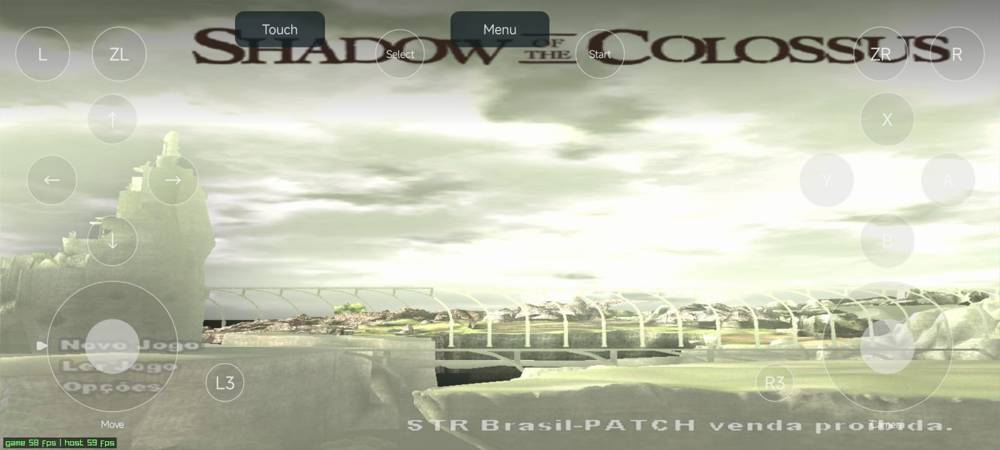 Touch
Menu
L
ZL
Select
SHADOW OF THE COLOSSUS
Start
ZR
R
↑
X
←
→
Y
A
↓
B
Novo Jogo
Ler Jogo
Opções
L3
R3
Move
Camera
STR Brasil-PATCH venda proibida.
game 58 fps | host 59 fps